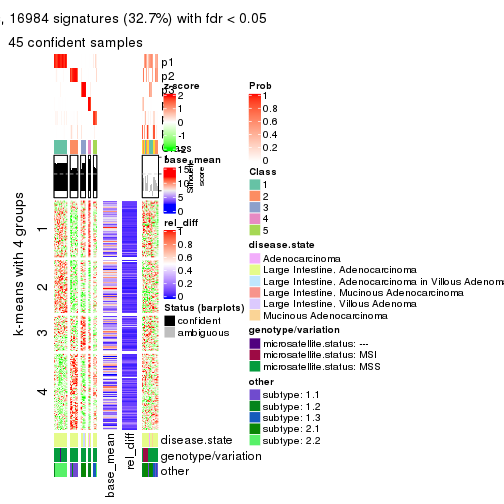 , 16984 signatures (32.7%) with fdr < 0.05
45 confident samples
p1
p2
z-score
2
1
0
-1
-2
Class
Silhouette score
base_mean
15
10
5
0
rel_diff
1
0.8
0.6
0.4
0.2
0
Status (barplots)
confident
ambiguous
Prob
1
0.8
0.6
0.4
0.2
0
Class
1
2
3
4
5
disease.state
Adenocarcinoma
Large Intestine. Adenocarcinoma
Large Intestine. Adenocarcinoma in Villous Adenom
Large Intestine. Mucinous Adenocarcinoma
Large Intestine. Villous Adenoma
Mucinous Adenocarcinoma
genotype/variation
microsatellite.status: ---
microsatellite.status: MSI
microsatellite.status: MSS
other
subtype: 1.1
subtype: 1.2
subtype: 1.3
subtype: 2.1
subtype: 2.2
k-means with 4 groups
1
2
3
4
base_mean
rel_diff
disease.state
genotype/variation
other